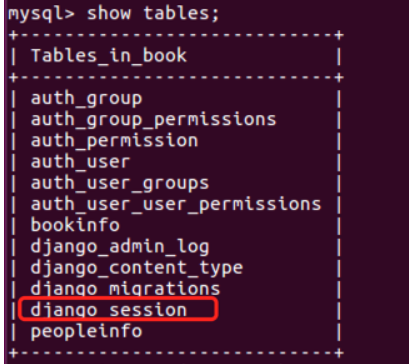 mysql> show tables;
+----------------------------+
| Tables_in_book             |
+----------------------------+
| auth_group                 |
| auth_group_permissions     |
| auth_permission            |
| auth_user                  |
| auth_user_groups           |
| auth_user_user_permissions |
| bookinfo                   |
| django_admin_log           |
| django_content_type        |
| django_migrations          |
| django_session             |
| peopleinfo                 |
+----------------------------+